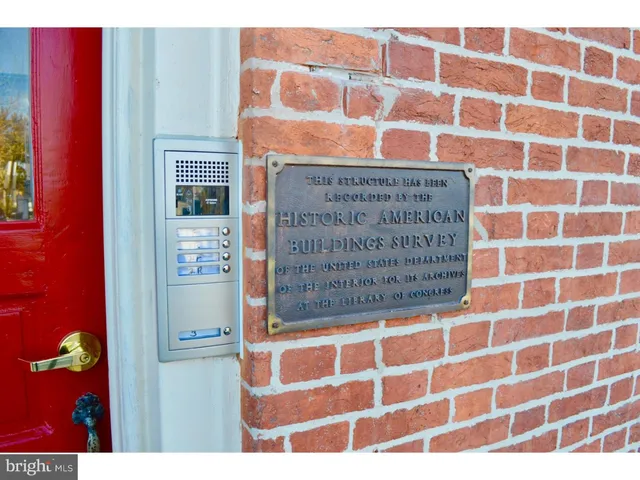 THIS STRUCTURE HAS BEEN
RECORDED BY THE
HISTORIC AMERICAN
BUILDINGS SURVEY
OF THE UNITED STATES DEPARTMENT
OF THE INTERIOR FOR ITS ARCHIVES
AT THE LIBRARY OF CONGRESS
3
bright MLS